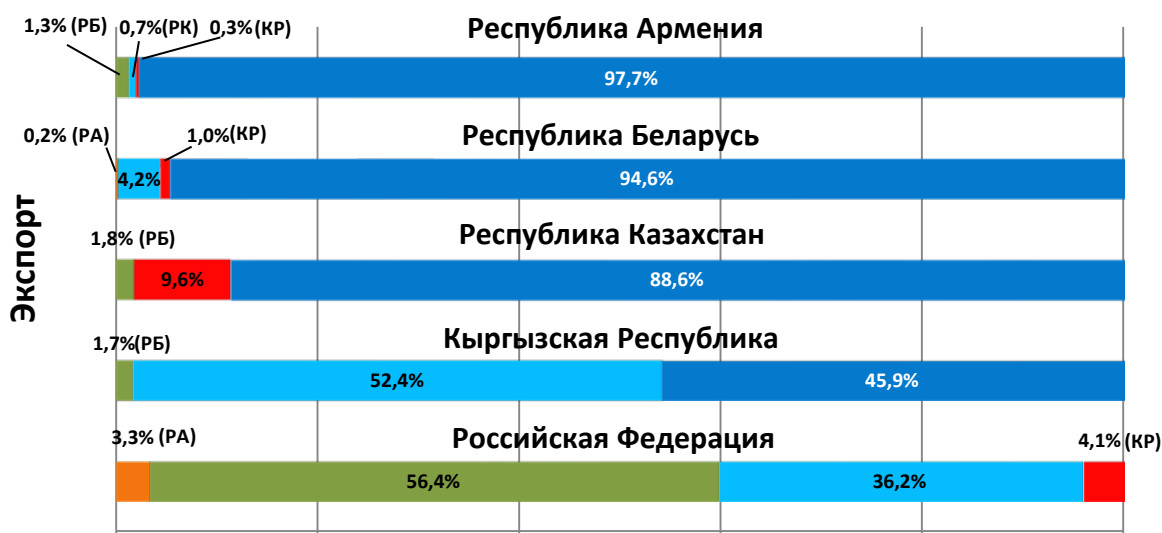 Экспорт
Республика Армения
1,3% (РБ) 0,7%(РК) 0,3%(КР)
97,7%
Республика Беларусь
0,2% (РА) 1,0%(КР)
4,2% 94,6%
Республика Казахстан
1,8% (РБ)
9,6% 88,6%
Кыргызская Республика
1,7%(РБ)
52,4% 45,9%
Российская Федерация
3,3% (РА) 4,1%(КР)
56,4% 36,2%